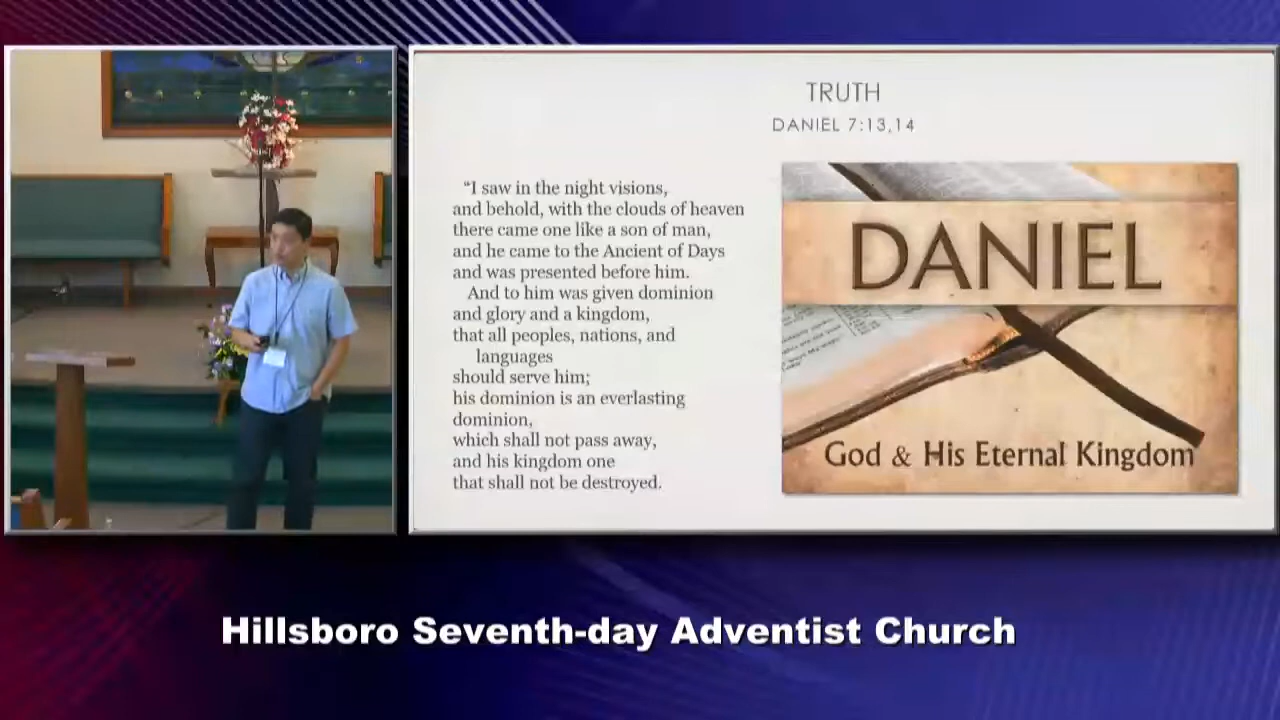 TRUTH
DANIEL 7:13,14
“I saw in the night visions,
and behold, with the clouds of heaven
there came one like a son of man,
and he came to the Ancient of Days
and was presented before him.
And to him was given dominion
and glory and a kingdom,
that all peoples, nations, and
languages
should serve him;
his dominion is an everlasting
dominion,
which shall not pass away,
and his kingdom one
that shall not be destroyed.
DANIEL
God & His Eternal Kingdom
Hillsboro Seventh-day Adventist Church